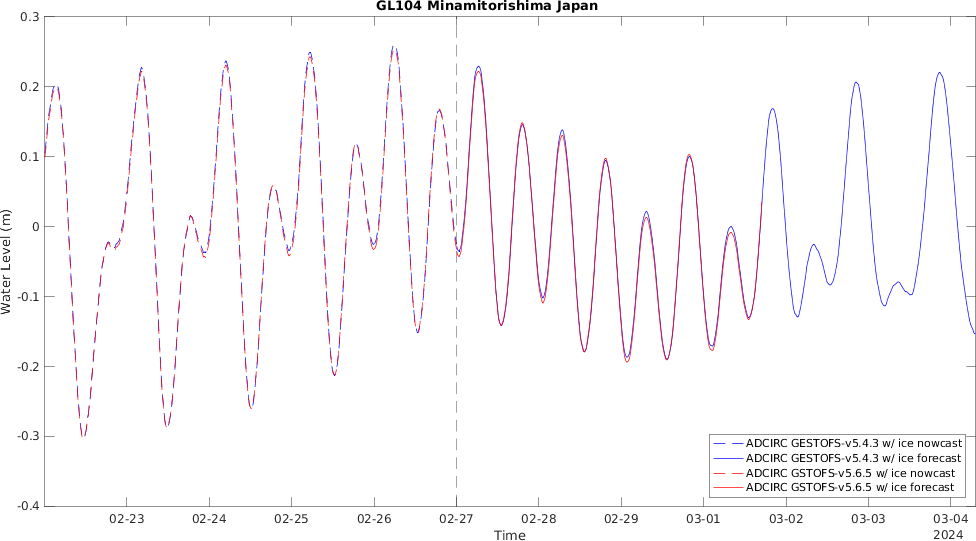 GL104 Minamitorishima Japan
0.3
0.2
0.1
0
-0.1
-0.2
-0.3
-0.4
Water Level (m)
ADCIRC GESTOFS-v5.4.3 w/ ice nowcast
ADCIRC GESTOFS-v5.4.3 w/ ice forecast
ADCIRC GSTOFS-v5.6.5 w/ ice nowcast
ADCIRC GSTOFS-v5.6.5 w/ ice forecast
02-23 02-24 02-25 02-26 02-27 02-28 02-29 03-01 03-02 03-03 03-04
2024
Time